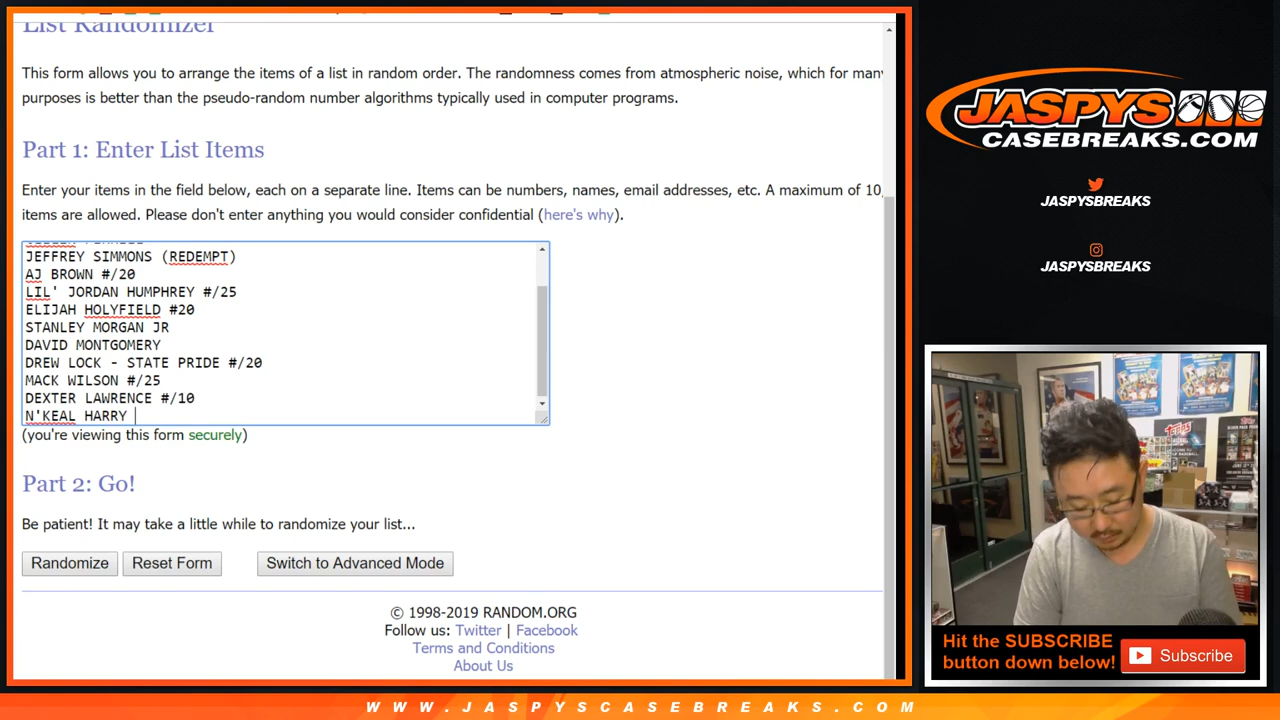 List Randomizer
This form allows you to arrange the items of a list in random order. The randomness comes from atmospheric noise, which for many
purposes is better than the pseudo-random number algorithms typically used in computer programs.
Part 1: Enter List Items
Enter your items in the field below, each on a separate line. Items can be numbers, names, email addresses, etc. A maximum of 10,
items are allowed. Please don't enter anything you would consider confidential (here's why).
JEFFREY SIMMONS (REDEMPT)
AJ BROWN #/20
LIL' JORDAN HUMPHREY #/25
ELIJAH HOLYFIELD #20
STANLEY MORGAN JR
DAVID MONTGOMERY
DREW LOCK - STATE PRIDE #/20
MACK WILSON #/25
DEXTER LAWRENCE #/10
N'KEAL HARRY
(you're viewing this form securely)
Part 2: Go!
Be patient! It may take a little while to randomize your list...
Randomize Reset Form Switch to Advanced Mode
© 1998-2019 RANDOM.ORG
Follow us: Twitter | Facebook
Terms and Conditions
About Us
JASPYS
CASEBREAKS.COM
JASPYSBREAKS
JASPYSBREAKS
Topps
Hit the SUBSCRIBE
button down below!
Subscribe
WWW.JASPYSCASEBREAKS.COM